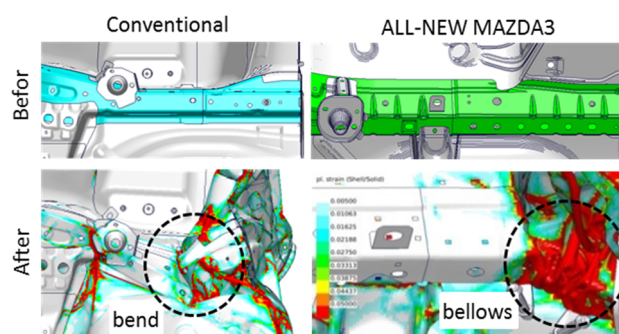 Conventional
ALL-NEW MAZDA3
Befor
After
pl. strain (Shell/Solid)
0.00500
0.01063
0.01625
0.02188
0.02750
0.03313
0.03875
0.04437
0.05000
bend
bellows